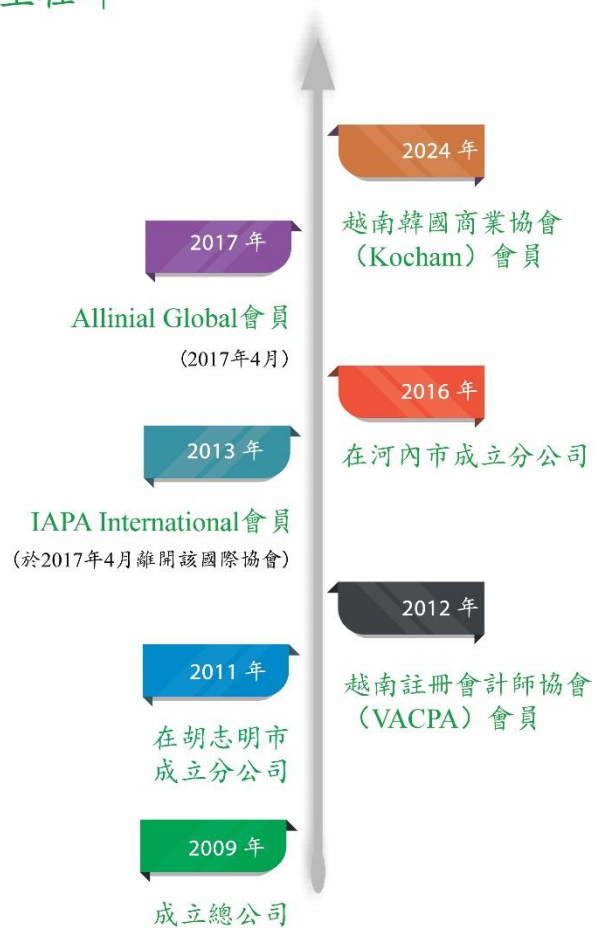 2024 年
越南韓國商業協會
（Kocham）會員
2017 年
Allinial Global會員
(2017年4月)
2016 年
在河內市成立分公司
2013 年
IAPA International會員
(於2017年4月離開該國際協會)
2012 年
越南註冊會計師協會
（VACPA）會員
2011 年
在胡志明市
成立分公司
2009 年
成立總公司